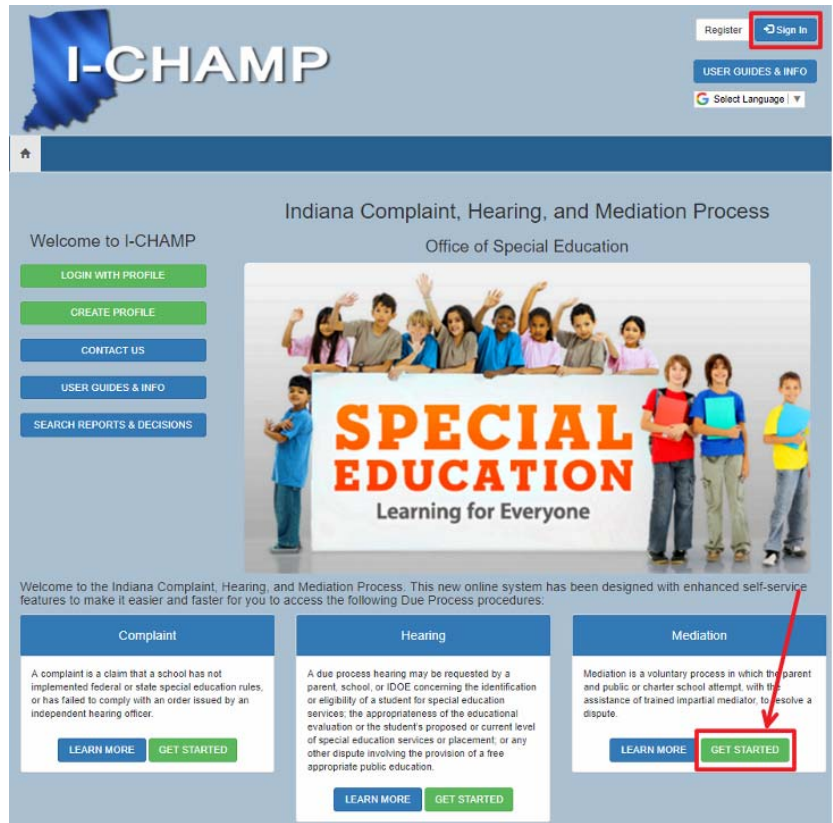 I-CHAMP
Register
Sign In
USER GUIDES & INFO
Select Language
Indiana Complaint, Hearing, and Mediation Process
Welcome to I-CHAMP
Office of Special Education
LOGIN WITH PROFILE
CREATE PROFILE
CONTACT US
USER GUIDES & INFO
SEARCH REPORTS & DECISIONS
SPECIAL
EDUCATION
Learning for Everyone
Welcome to the Indiana Complaint, Hearing, and Mediation Process. This new online system has been designed with enhanced self-service
features to make it easier and faster for you to access the following Due Process procedures:
Complaint
A complaint is a claim that a school has not
implemented federal or state special education rules,
or has failed to comply with an order issued by an
independent hearing officer.
LEARN MORE GET STARTED
Hearing
A due process hearing may be requested by a
parent, school, or IDOE concerning the identification
or eligibility of a student for special education
services; the appropriateness of the educational
evaluation or the student's proposed or current level
of special education services or placement; or any
other dispute involving the provision of a free
appropriate public education.
LEARN MORE GET STARTED
Mediation
Mediation is a voluntary process in which the parent
and public or charter school attempt, with the
assistance of trained impartial mediator, to resolve a
dispute.
LEARN MORE GET STARTED